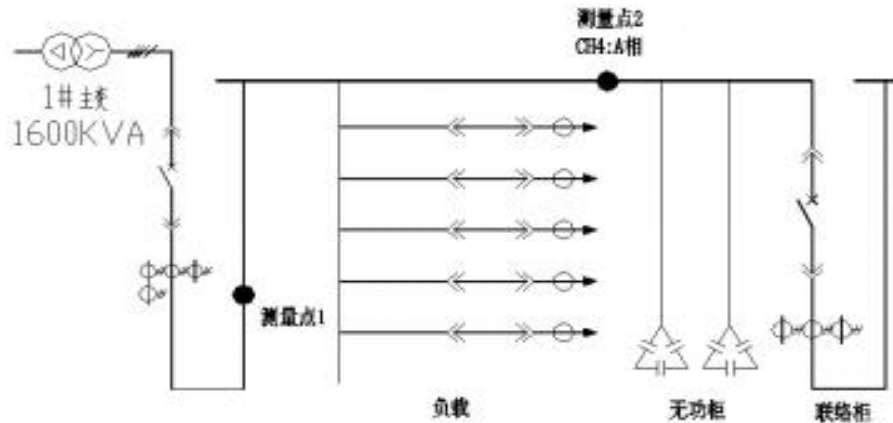 测量点2
CH4:A相
1#主变
1600KVA
测量点1
负载
无功柜
联络柜